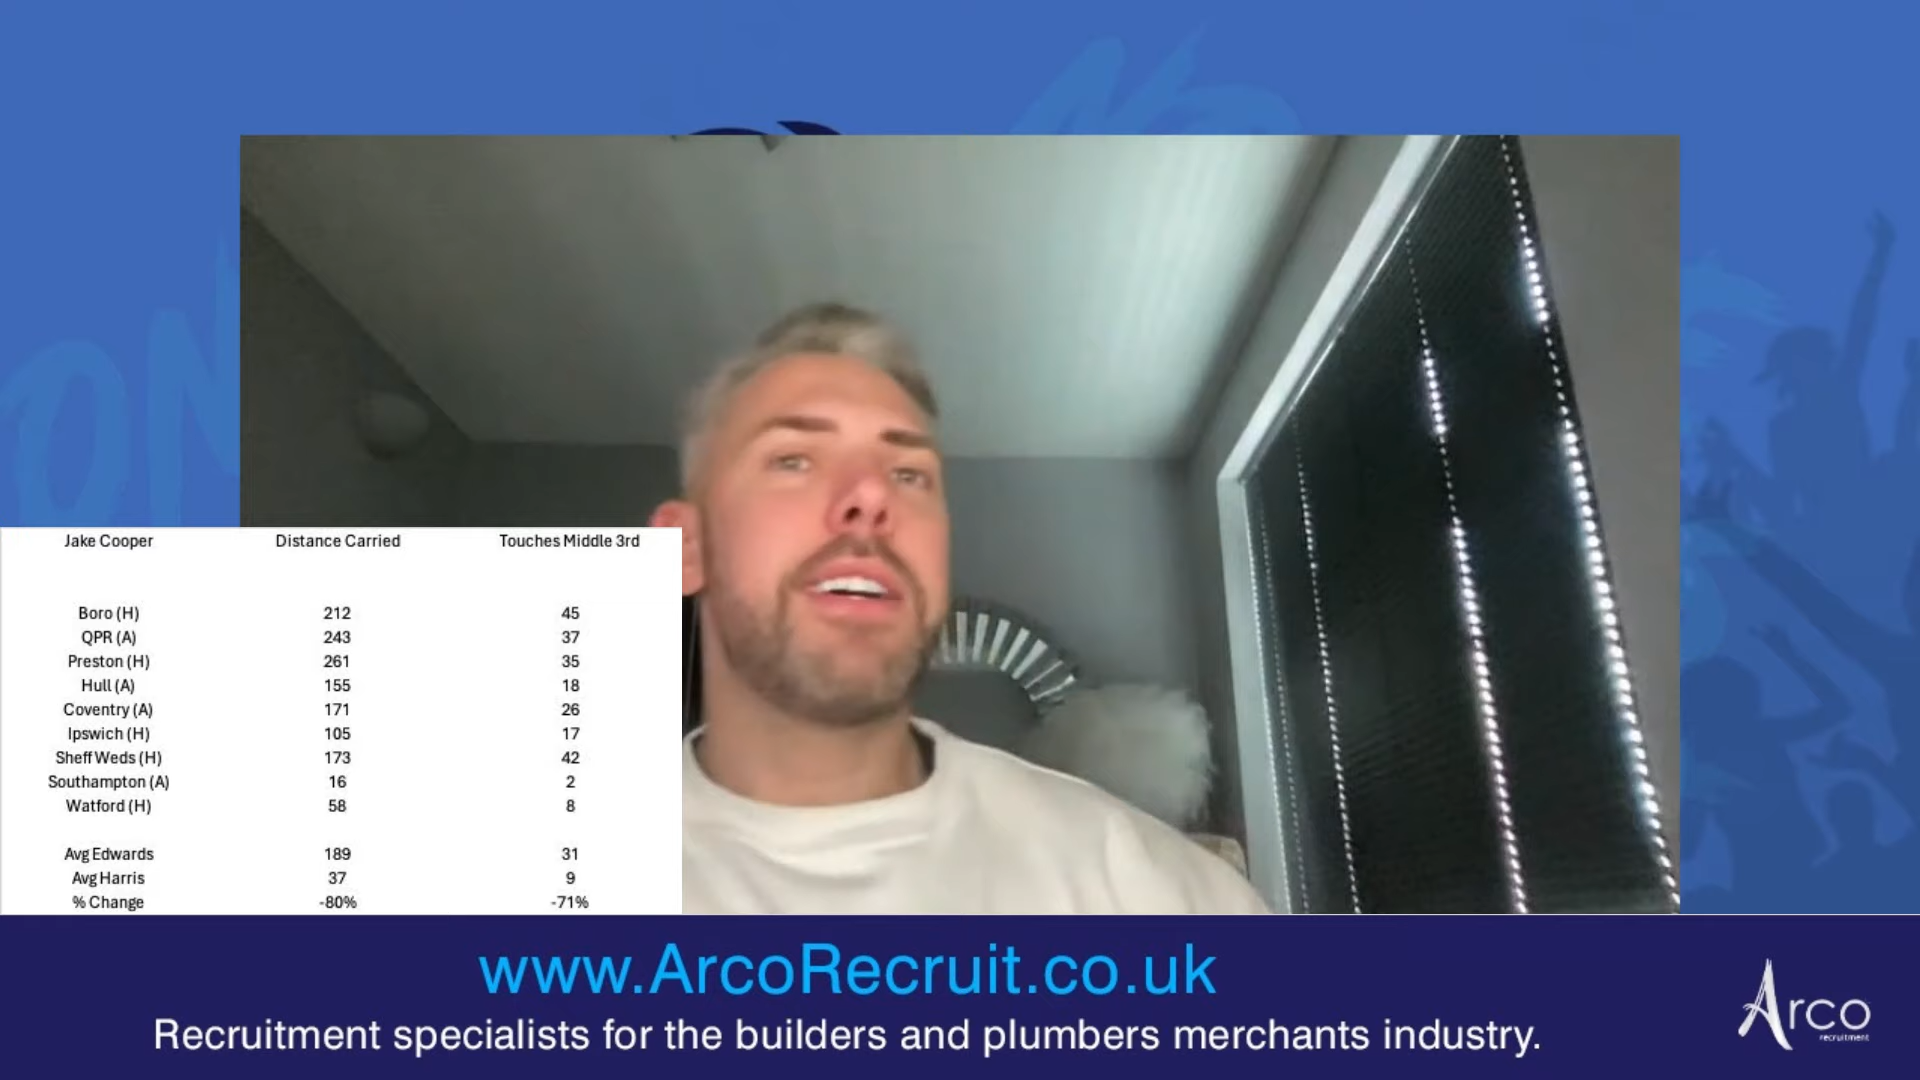 Jake Cooper Distance Carried Touches Middle 3rd
Boro (H) 212 45
QPR (A) 243 37
Preston (H) 261 35
Hull (A) 155 18
Coventry (A) 171 26
Ipswich (H) 105 17
Sheff Weds (H) 173 42
Southampton (A) 16 2
Watford (H) 58 8
Avg Edwards 189 31
Avg Harris 37 9
% Change -80% -71%
www.ArcoRecruit.co.uk
Recruitment specialists for the builders and plumbers merchants industry.
Arco
recruitment